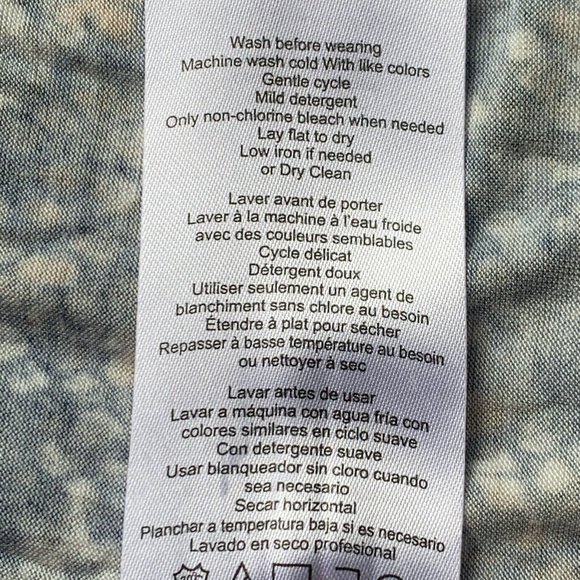 Wash before wearing
Machine wash cold With like colors
Gentle cycle
Mild detergent
Only non-chlorine bleach when needed
Lay flat to dry
Low iron if needed
or Dry Clean
Laver avant de porter
Laver à la machine à l'eau froide
avec des couleurs semblables
Cycle délicat
Détergent doux
Utiliser seulement un agent de
blanchiment sans chlore au besoin
Étendre à plat pour sécher
Repasser à basse température au besoin
ou nettoyer à sec
Lavar antes de usar
Lavar a máquina con agua fría con
colores similares en ciclo suave
Con detergente suave
Usar blanqueador sin cloro cuando
sea necesario
Secar horizontal
Planchar a temperatura baja si es necesario
Lavado en seco profesional